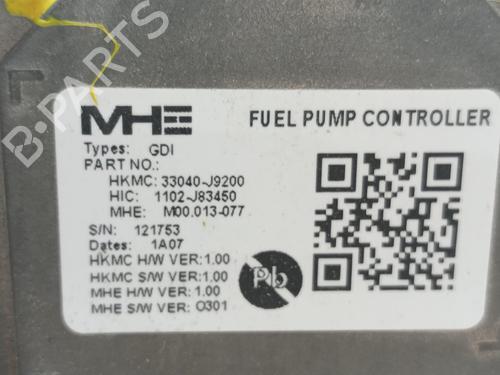 MHE FUEL PUMP CONTROLLER
Types: GDI
PART NO.:
HKMC: 33040-J9200
HIC: 1102-J83450
MHE: M00.013-077
S/N: 121753
Dates: 1A07
HKMC H/W VER: 1.00
HKMC S/W VER: 1.00
MHE H/W VER: 1.00
MHE S/W VER: O301
Pb
B-PARTS